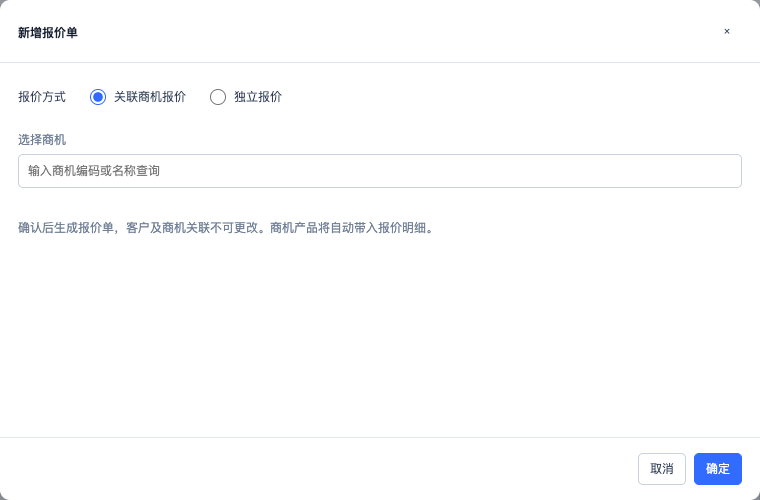 新增报价单 ×
报价方式 关联商机报价 独立报价
选择商机
输入商机编码或名称查询
确认后生成报价单，客户及商机关联不可更改。商机产品将自动带入报价明细。
取消 确定